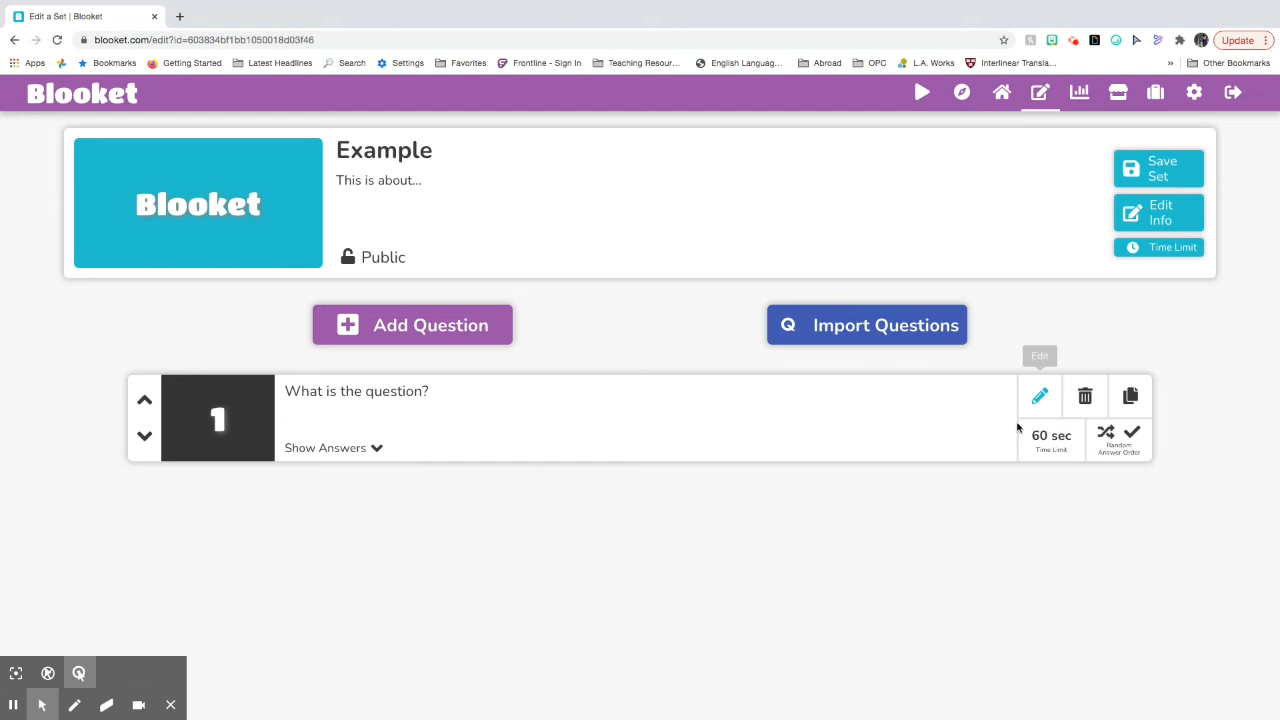 Edit a Set | Blooket
blooket.com/edit?id=603834bf1bb1050018d03f46
Update
Apps
Bookmarks
Getting Started
Latest Headlines
Search
Settings
Favorites
Frontline - Sign In
Teaching Resour...
English Languag...
Abroad
OPC
L.A. Works
Interlinear Transla...
»
Other Bookmarks
Blooket
Blooket
Example
This is about...
Public
Save Set
Edit Info
Time Limit
Add Question
Import Questions
Edit
1
What is the question?
Show Answers
60 sec
Time Limit
Random
Answer Order